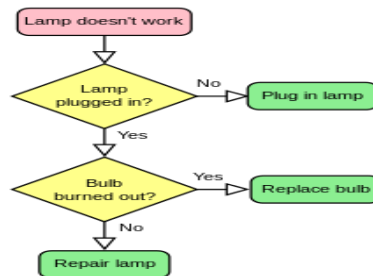 Lamp doesn't work
Lamp
plugged in?
No
Plug in lamp
Yes
Bulb
burned out?
Yes
Replace bulb
No
Repair lamp